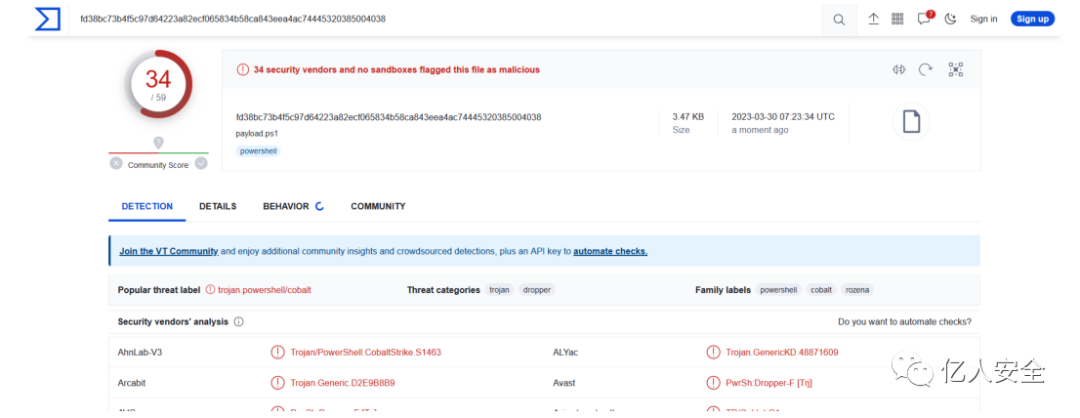 fd38bc73b4f5c97d64223a82ecf065834b58ca843eea4ac74445320385004038
7
Sign in
Sign up
34
/ 59
34 security vendors and no sandboxes flagged this file as malicious
fd38bc73b4f5c97d64223a82ecf065834b58ca843eea4ac74445320385004038
payload.ps1
powershell
3.47 KB
Size
2023-03-30 07:23:34 UTC
a moment ago
?
Community Score
DETECTION DETAILS BEHAVIOR COMMUNITY
Join the VT Community and enjoy additional community insights and crowdsourced detections, plus an API key to automate checks.
Popular threat label trojan.powershell/cobalt Threat categories trojan dropper Family labels powershell cobalt rozena
Security vendors' analysis Do you want to automate checks?
AhnLab-V3 Trojan/PowerShell.CobaltStrike.S1463 ALYac Trojan.GenericKD.48871609
Arcabit Trojan.Generic.D2E9B8B9 Avast PwrSh:Dropper-F [Trj]
亿人安全